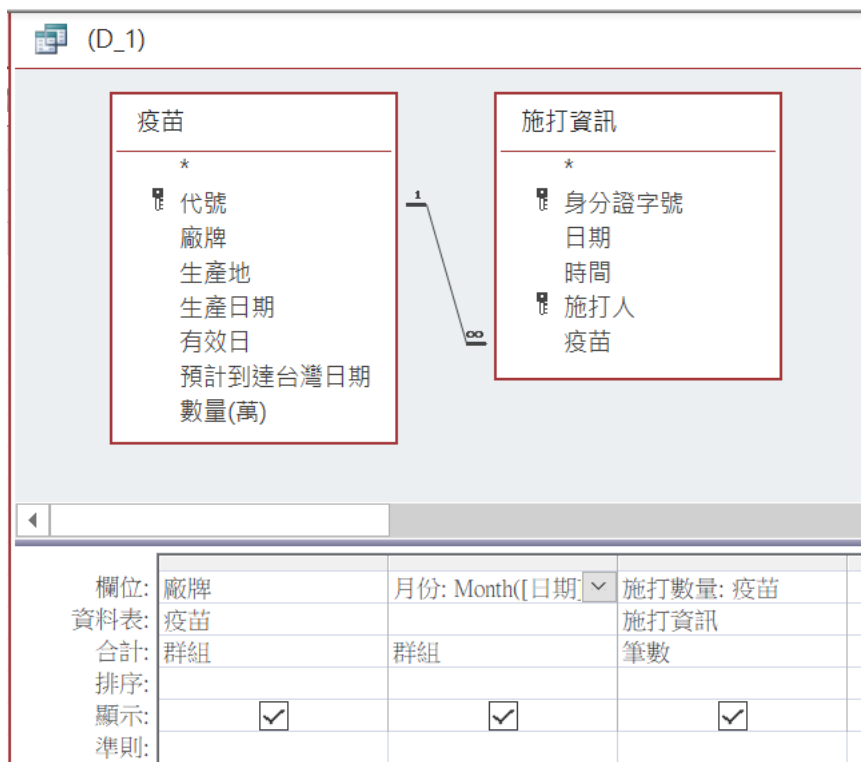 (D_1)
疫苗
*
代號
廠牌
生產地
生產日期
有效日
預計到達台灣日期
數量(萬)
1
∞
施打資訊
*
身分證字號
日期
時間
施打人
疫苗
欄位: 廠牌 月份: Month([日期] 施打數量: 疫苗
資料表: 疫苗 施打資訊
合計: 群組 群組 筆數
排序:
顯示:
準則: